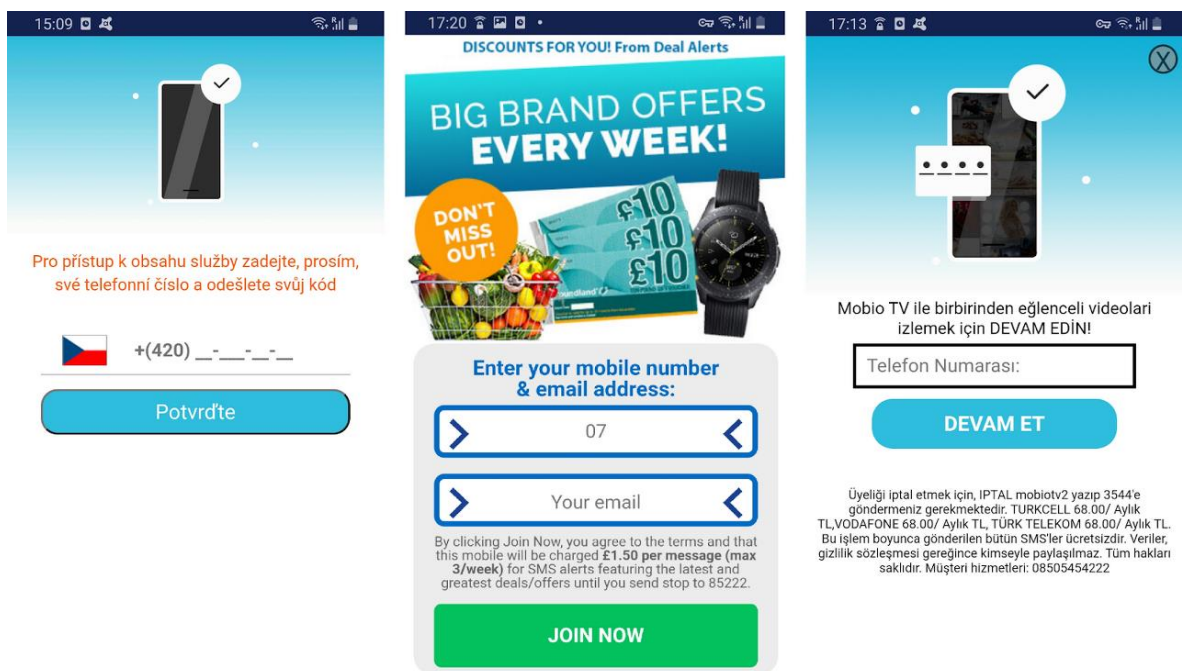 15:09
Pro přístup k obsahu služby zadejte, prosím,
své telefonní číslo a odešlete svůj kód
+(420) __-___-__-__
Potvrďte
17:20
DISCOUNTS FOR YOU! From Deal Alerts
BIG BRAND OFFERS
EVERY WEEK!
DON'T
MISS
OUT!
£10
£10
£10
Enter your mobile number
& email address:
07
Your email
By clicking Join Now, you agree to the terms and that
this mobile will be charged £1.50 per message (max
3/week) for SMS alerts featuring the latest and
greatest deals/offers until you send stop to 85222.
JOIN NOW
17:13
X
Mobio TV ile birbirinden eğlenceli videolari
izlemek için DEVAM EDİN!
Telefon Numarası:
DEVAM ET
Üyeliği iptal etmek için, IPTAL mobiotv2 yazıp 3544'e
göndermeniz gerekmektedir. TURKCELL 68.00/ Aylık
TL,VODAFONE 68.00/ Aylık TL, TÜRK TELEKOM 68.00/ Aylık TL.
Bu işlem boyunca gönderilen bütün SMS'ler ücretsizdir. Veriler,
gizlilik sözleşmesi gereğince kimseyle paylaşılmaz. Tüm hakları
saklıdır. Müşteri hizmetleri: 08505454222